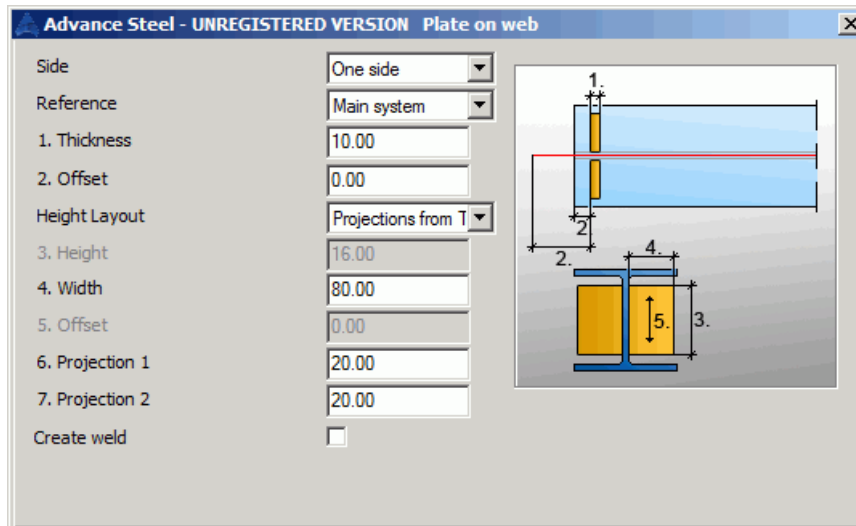 Advance Steel - UNREGISTERED VERSION Plate on web
Side One side
Reference Main system
1. Thickness 10.00
2. Offset 0.00
Height Layout Projections from T
3. Height 16.00
4. Width 80.00
5. Offset 0.00
6. Projection 1 20.00
7. Projection 2 20.00
Create weld
1.
2
2.
4.
5.
3.